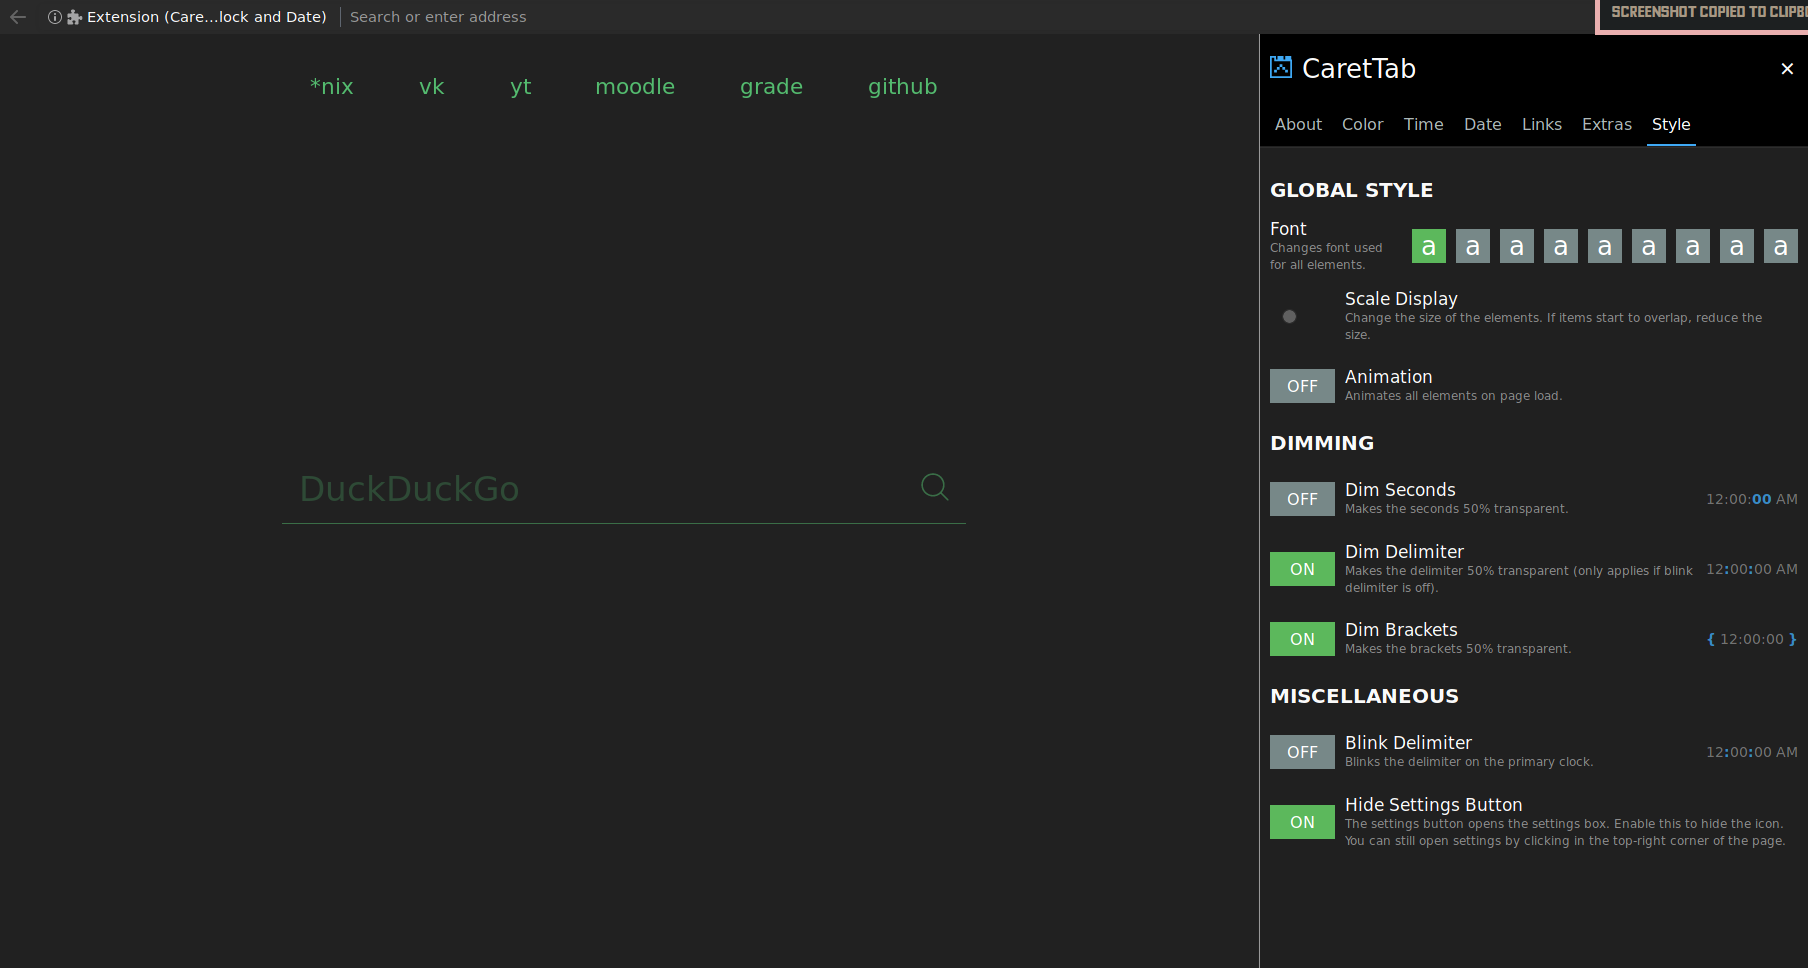 Extension (Care...lock and Date) Search or enter address
SCREENSHOT COPIED TO
*nix vk yt moodle grade github
DuckDuckGo
CaretTab
About Color Time Date Links Extras Style
GLOBAL STYLE
Font
Changes font used
for all elements.
a a a a a a a a a
Scale Display
Change the size of the elements. If items start to overlap, reduce the
size.
OFF
Animation
Animates all elements on page load.
DIMMING
OFF
Dim Seconds
Makes the seconds 50% transparent.
12:00:00 AM
ON
Dim Delimiter
Makes the delimiter 50% transparent (only applies if blink
delimiter is off).
12:00:00 AM
ON
Dim Brackets
Makes the brackets 50% transparent.
{ 12:00:00 }
MISCELLANEOUS
OFF
Blink Delimiter
Blinks the delimiter on the primary clock.
12:00:00 AM
ON
Hide Settings Button
The settings button opens the settings box. Enable this to hide the icon.
You can still open settings by clicking in the top-right corner of the page.